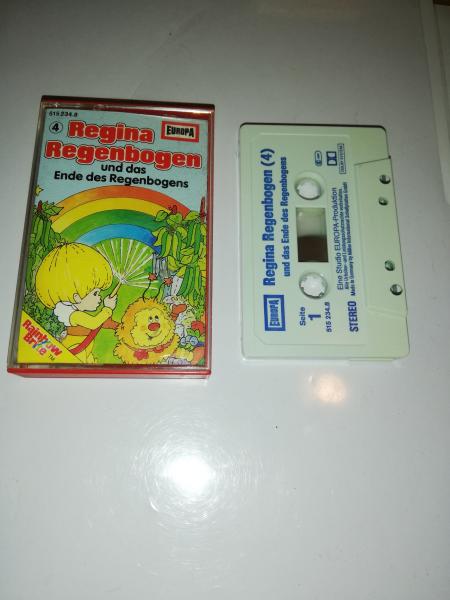 515 234.8
4
EUROPA
Regina
Regenbogen
und das
Ende des Regenbogens
Rainbow
Brite
EUROPA
Regina Regenbogen (4)
und das Ende des Regenbogens
Seite
1
515 234.8
Eine Studio EUROPA-Produktion
STEREO